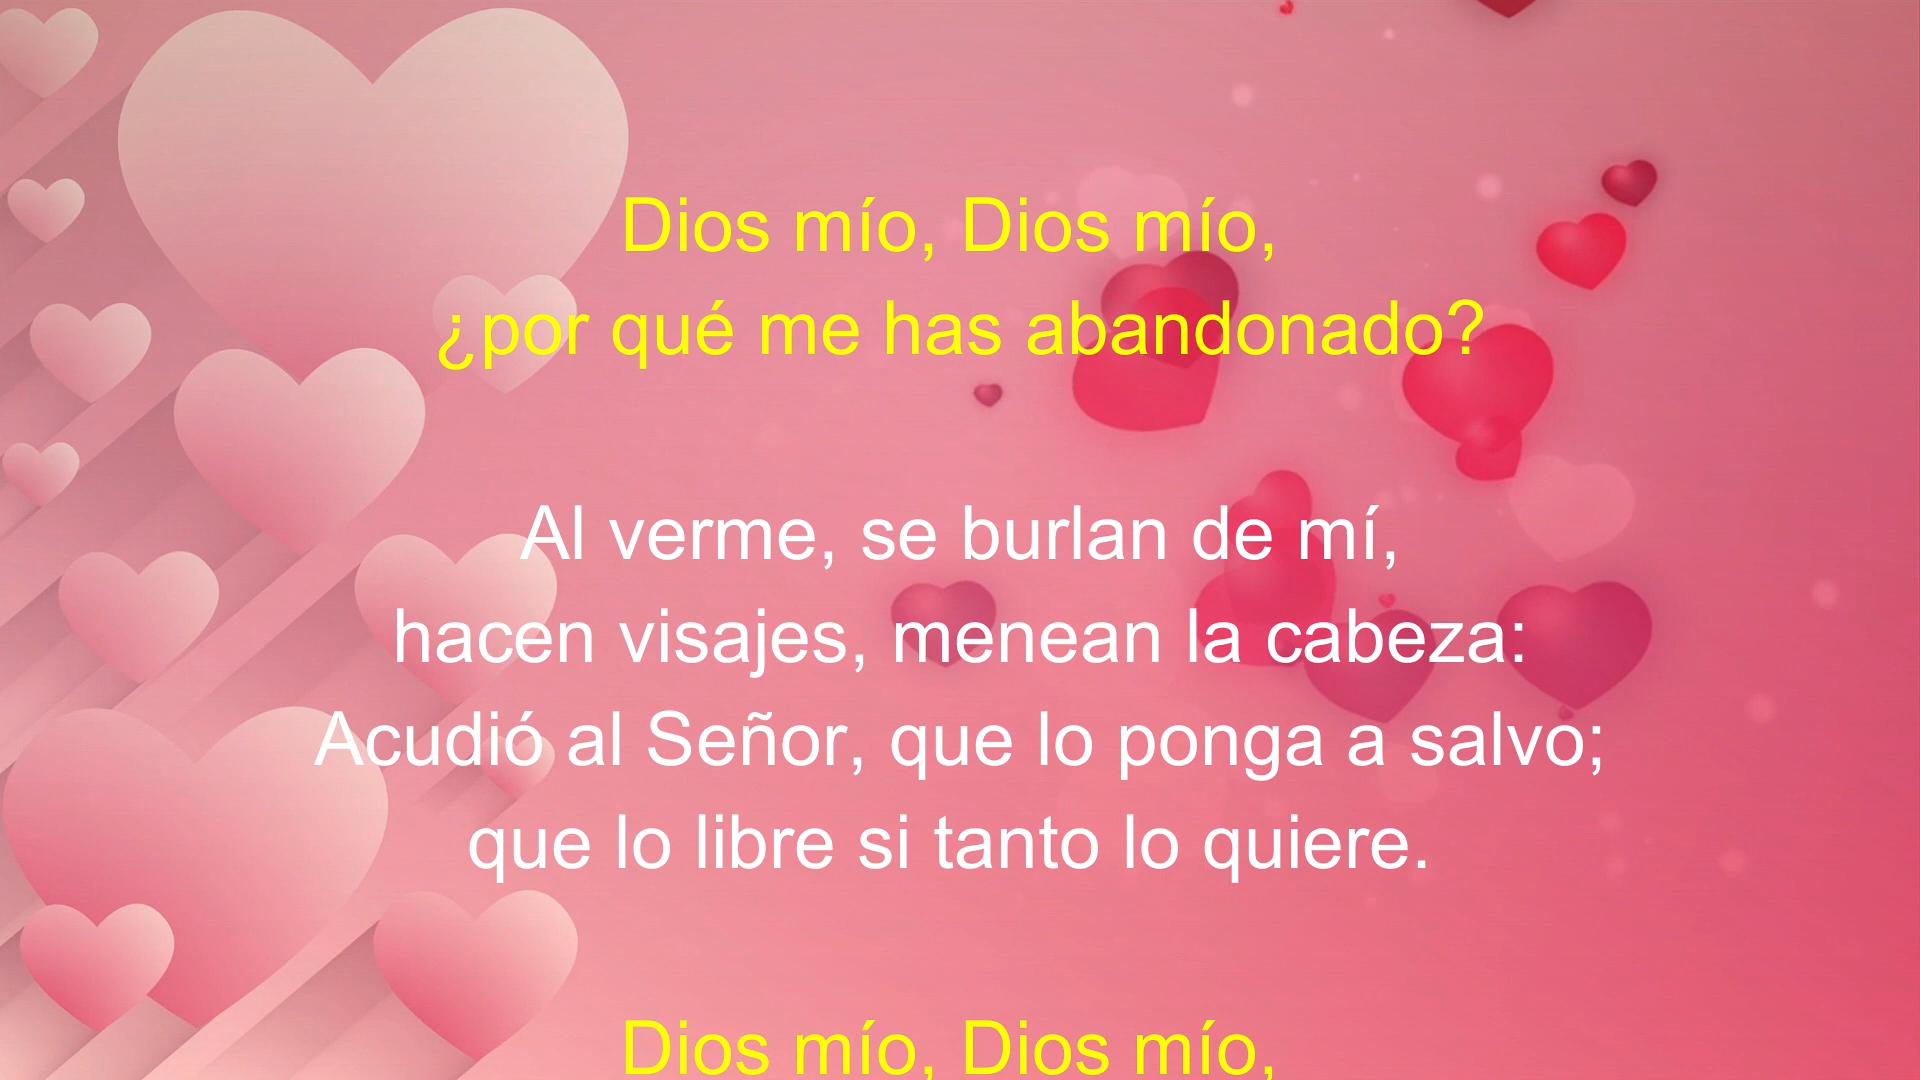 Dios mío, Dios mío,
¿por qué me has abandonado?
Al verme, se burlan de mí,
hacen visajes, menean la cabeza:
Acudió al Señor, que lo ponga a salvo;
que lo libre si tanto lo quiere.
Dios mío, Dios mío,